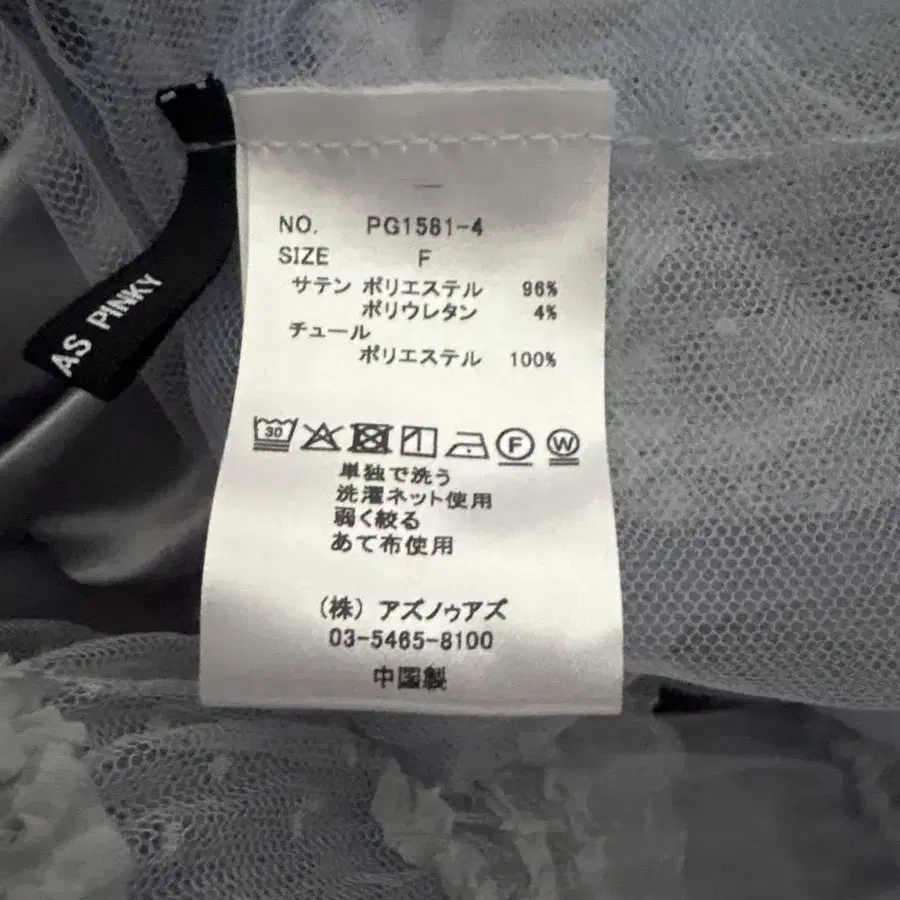 AS PINKY
NO. PG1581-4
SIZE F
サテン ポリエステル 96%
ポリウレタン 4%
チュール
ポリエステル 100%
30 F W
単独で洗う
洗濯ネット使用
弱く絞る
あて布使用
(株) アズノゥアズ
03-5465-8100
中国製